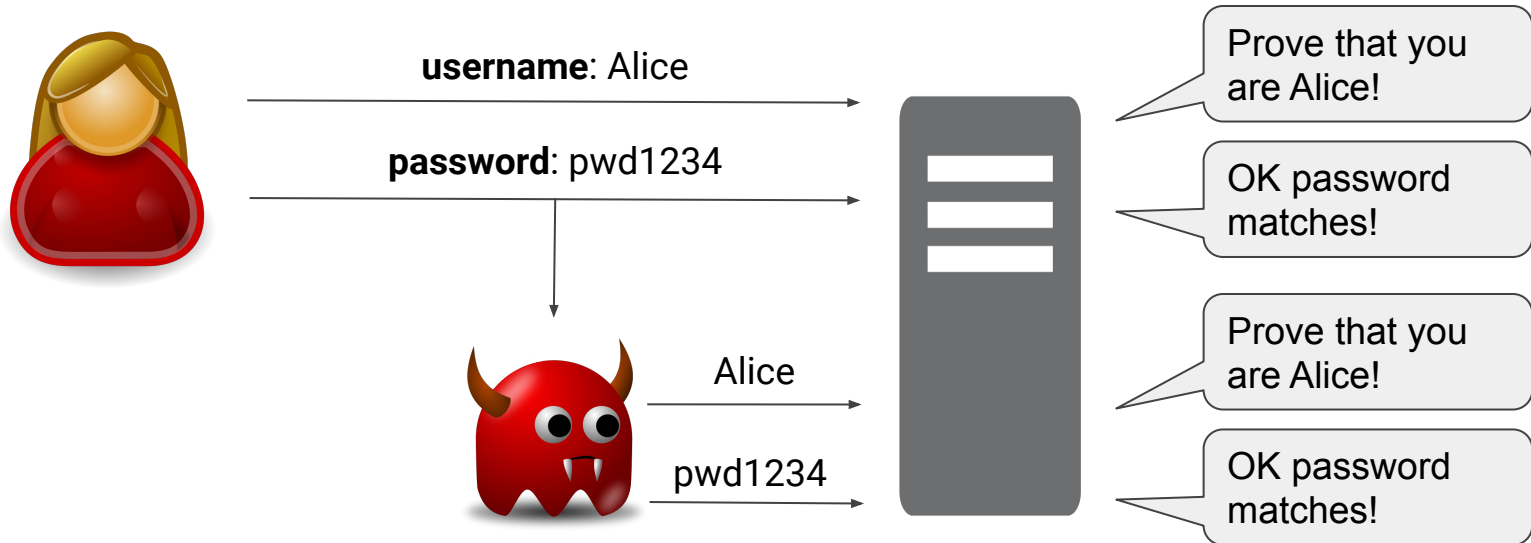 username: Alice
Prove that you
are Alice!
password: pwd1234
OK password
matches!
Alice
Prove that you
are Alice!
pwd1234
OK password
matches!